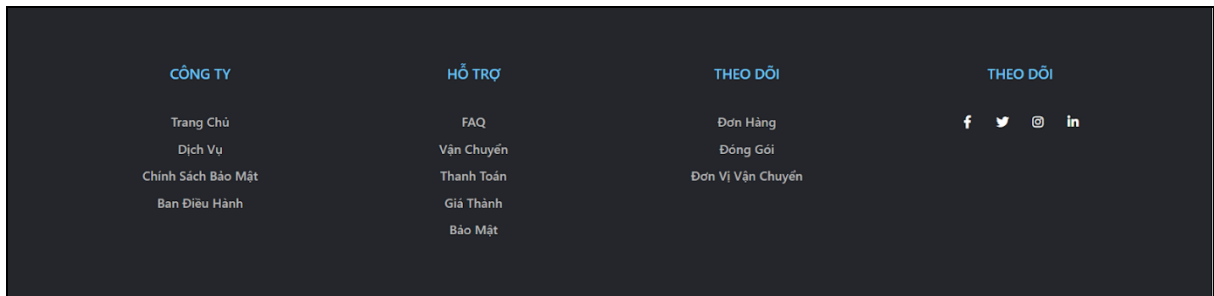 CÔNG TY
Trang Chủ
Dịch Vụ
Chính Sách Bảo Mật
Ban Điều Hành
HỖ TRỢ
FAQ
Vận Chuyển
Thanh Toán
Giá Thành
Bảo Mật
THEO DÕI
Đơn Hàng
Đóng Gói
Đơn Vị Vận Chuyển
THEO DÕI